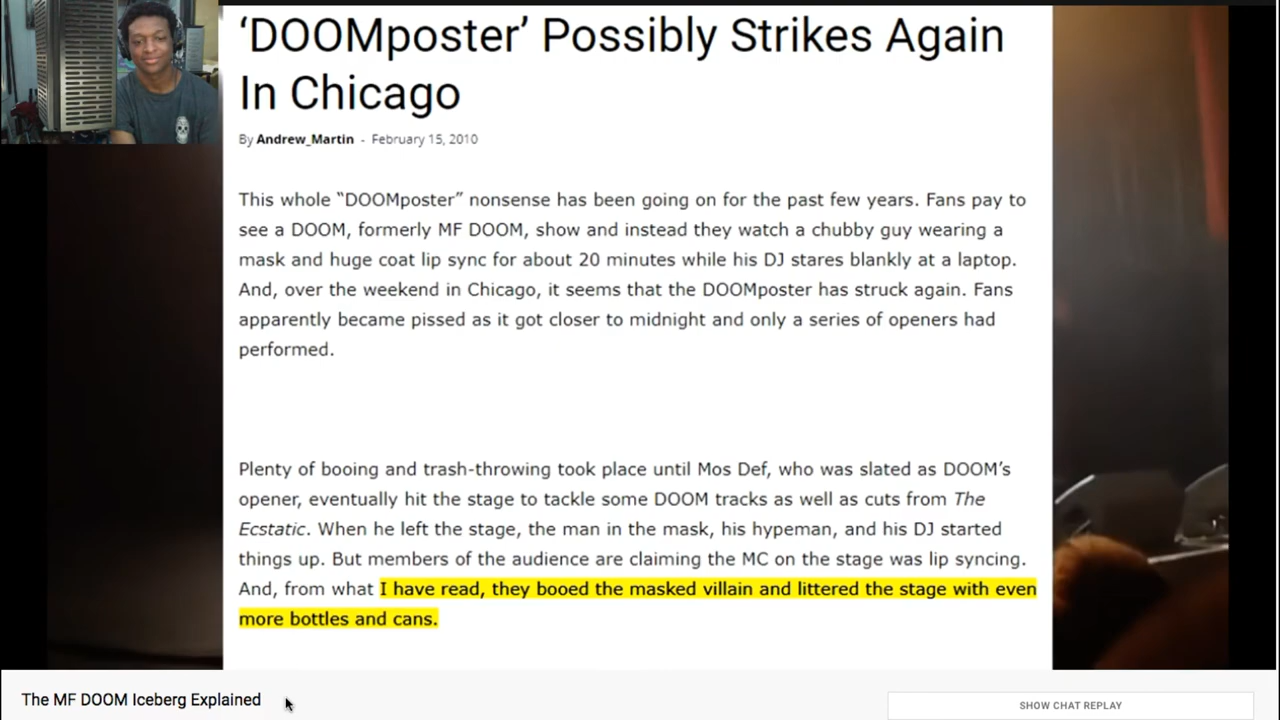 ‘DOOMposter’ Possibly Strikes Again
In Chicago
By Andrew_Martin - February 15, 2010
This whole “DOOMposter” nonsense has been going on for the past few years. Fans pay to
see a DOOM, formerly MF DOOM, show and instead they watch a chubby guy wearing a
mask and huge coat lip sync for about 20 minutes while his DJ stares blankly at a laptop.
And, over the weekend in Chicago, it seems that the DOOMposter has struck again. Fans
apparently became pissed as it got closer to midnight and only a series of openers had
performed.
Plenty of booing and trash-throwing took place until Mos Def, who was slated as DOOM’s
opener, eventually hit the stage to tackle some DOOM tracks as well as cuts from The
Ecstatic. When he left the stage, the man in the mask, his hypeman, and his DJ started
things up. But members of the audience are claiming the MC on the stage was lip syncing.
And, from what I have read, they booed the masked villain and littered the stage with even
more bottles and cans.
The MF DOOM Iceberg Explained
SHOW CHAT REPLAY